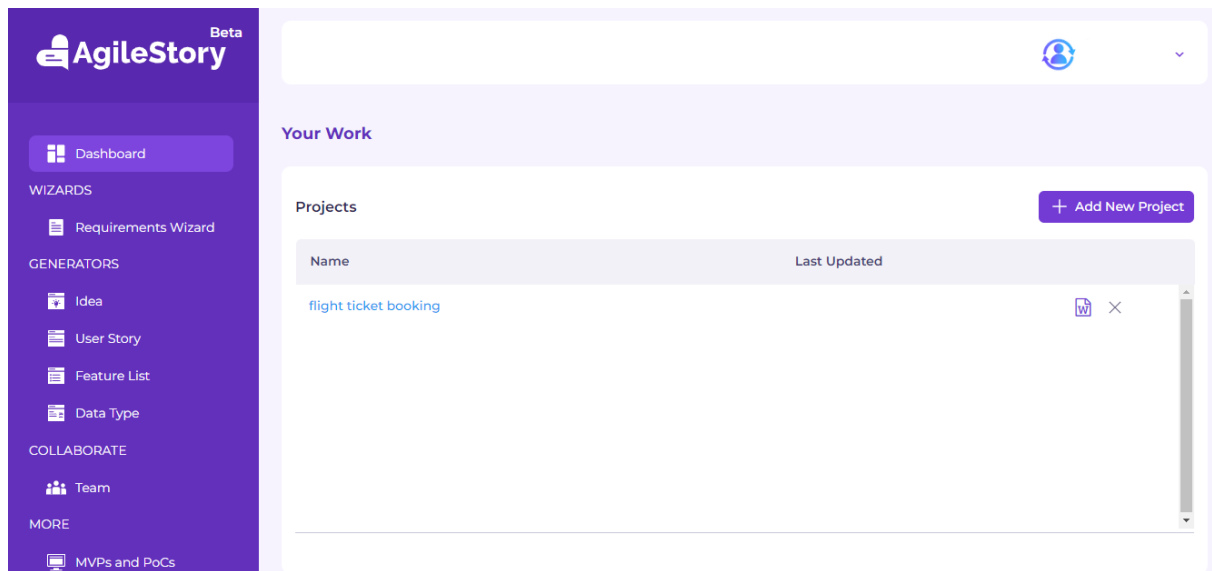 Beta
AgileStory
Dashboard
WIZARDS
Requirements Wizard
GENERATORS
Idea
User Story
Feature List
Data Type
COLLABORATE
Team
MORE
MVPs and PoCs
Your Work
Projects
+ Add New Project
Name Last Updated
flight ticket booking
W